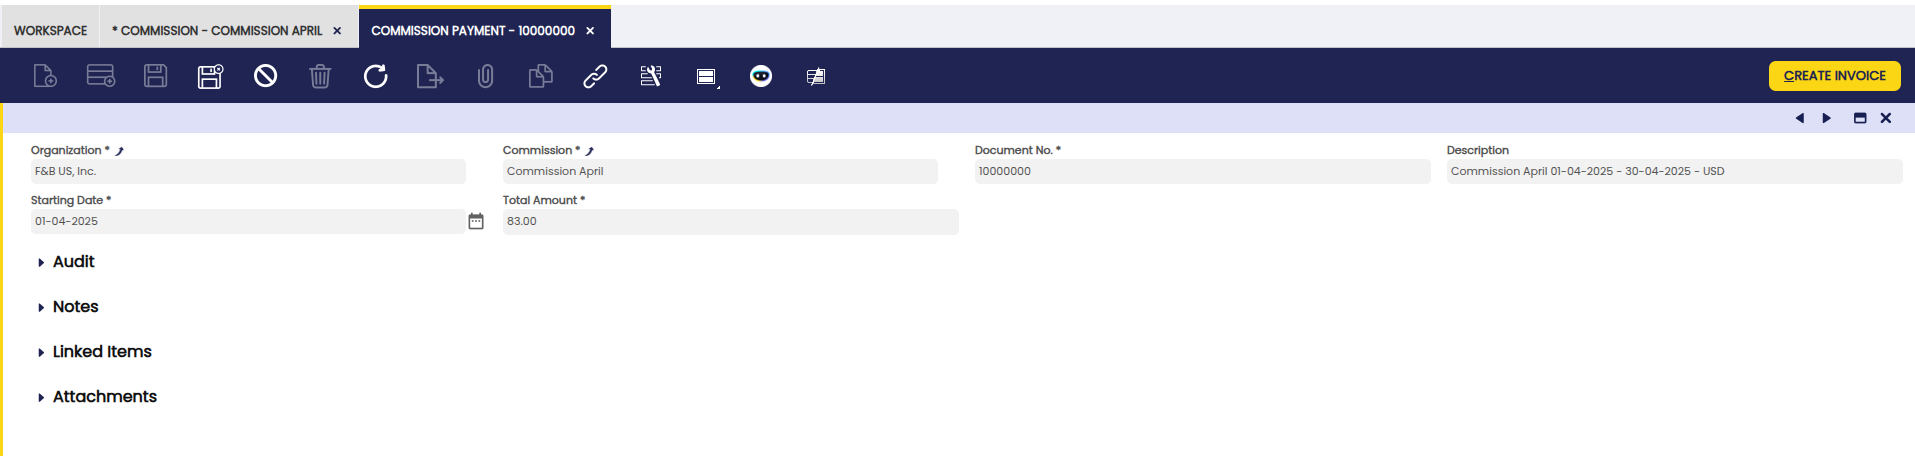 WORKSPACE * COMMISSION - COMMISSION APRIL × COMMISSION PAYMENT - 10000000 ×
CREATE INVOICE
Organization * Commission * Document No. * Description
F&B US, Inc. Commission April 10000000 Commission April 01-04-2025 - 30-04-2025 - USD
Starting Date * Total Amount *
01-04-2025 83.00
Audit
Notes
Linked Items
Attachments